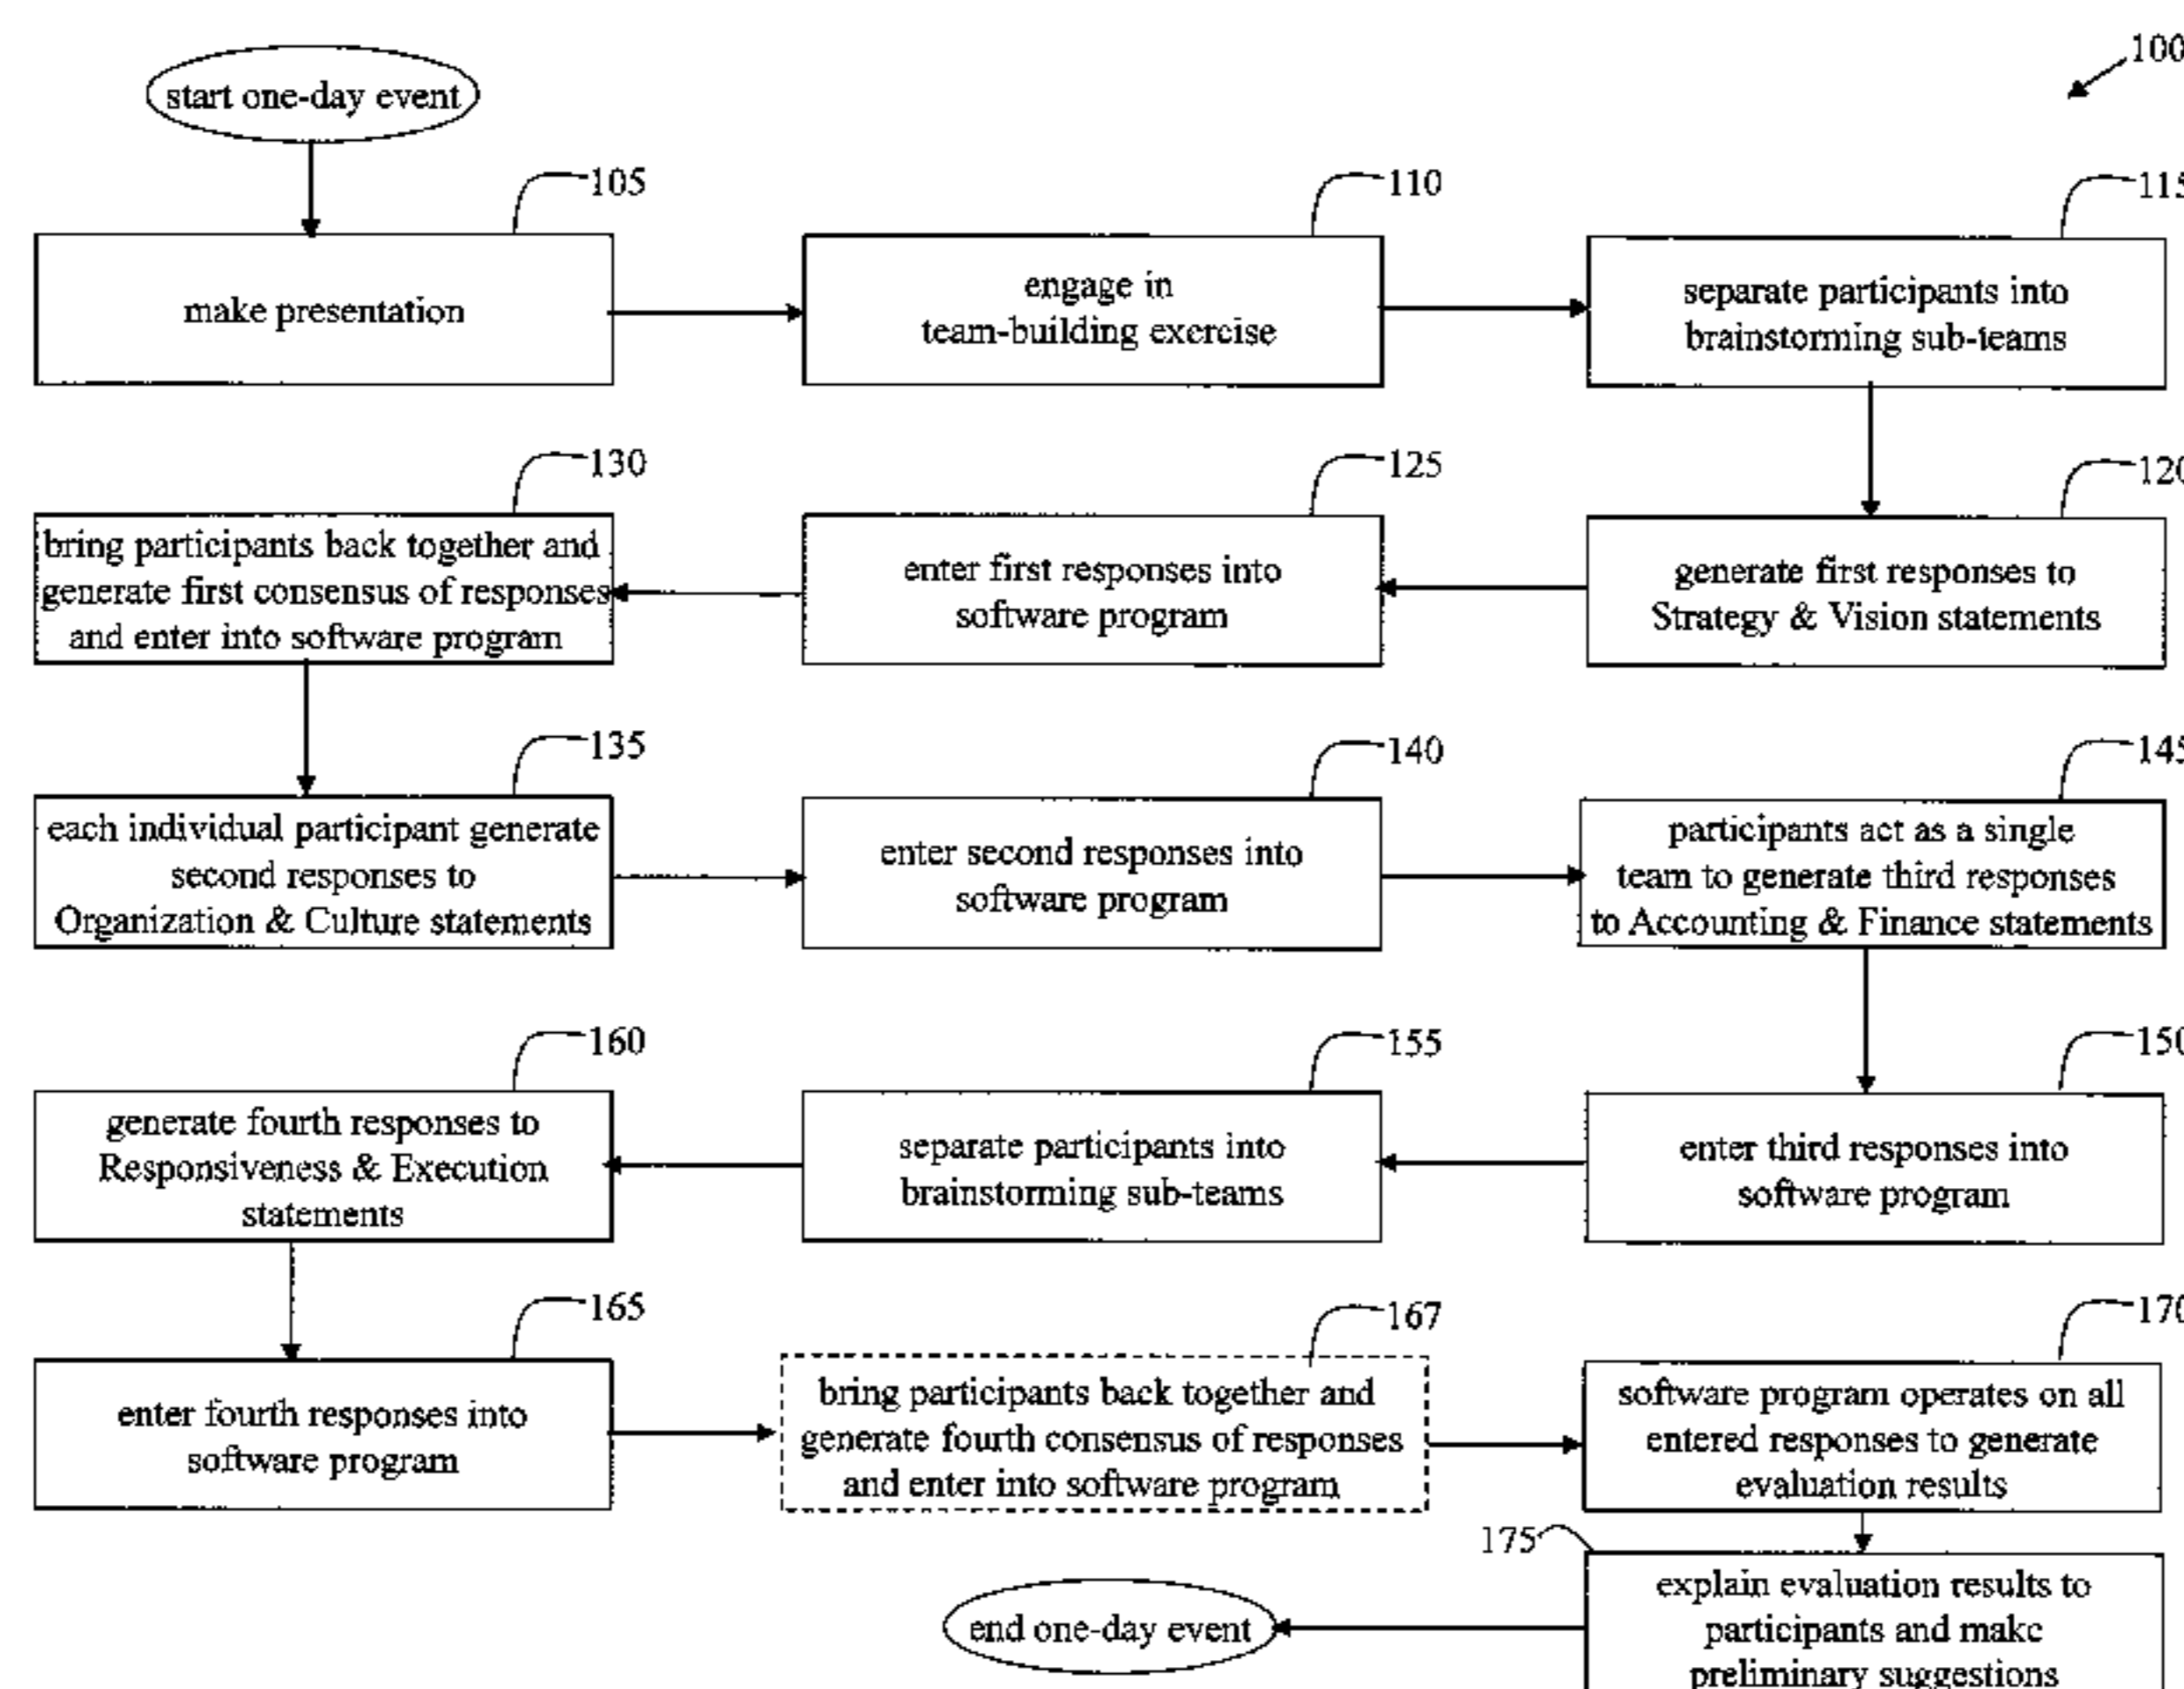 100
start one-day event
105
110
115
make presentation
engage in
team-building exercise
separate participants into
brainstorming sub-teams
130
125
120
bring participants back together and
generate first consensus of responses
and enter into software program
enter first responses into
software program
generate first responses to
Strategy & Vision statements
135
140
145
each individual participant generate
second responses to
Organization & Culture statements
enter second responses into
software program
participants act as a single
team to generate third responses
to Accounting & Finance statements
160
155
150
generate fourth responses to
Responsiveness & Execution
statements
separate participants into
brainstorming sub-teams
enter third responses into
software program
165
167
170
enter fourth responses into
software program
bring participants back together and
generate fourth consensus of responses
and enter into software program
software program operates on all
entered responses to generate
evaluation results
175
explain evaluation results to
participants and make
preliminary suggestions
end one-day event